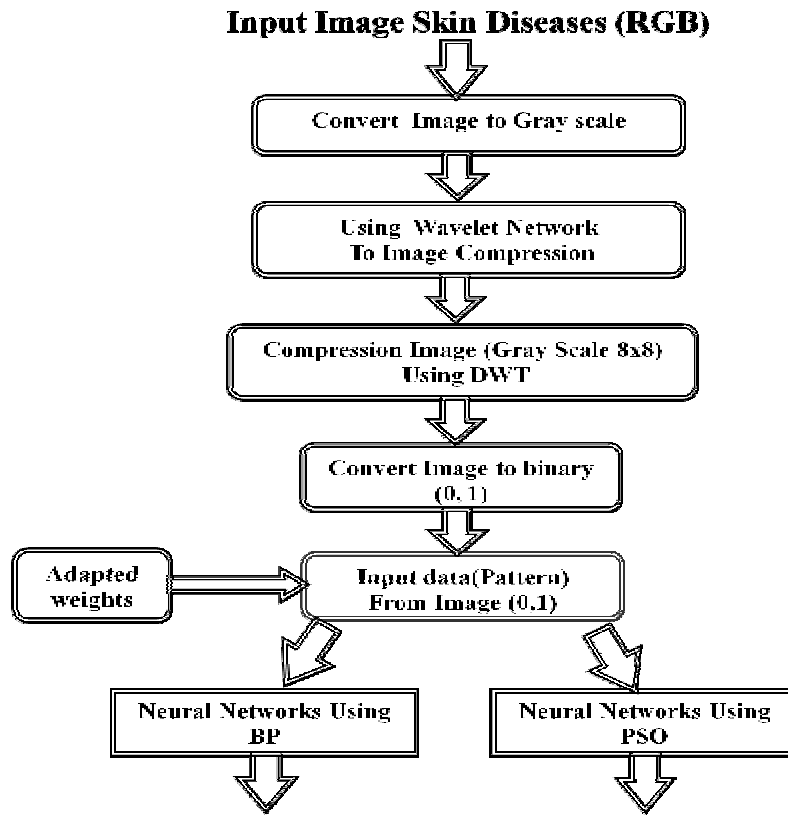 Input Image Skin Diseases (RGB)
Convert Image to Gray scale
Using Wavelet Network
To Image Compression
Compression Image (Gray Scale 8x8)
Using DWT
Convert Image to binary
(0, 1)
Adapted
weights
Input data(Pattern)
From Image (0,1)
Neural Networks Using
BP
Neural Networks Using
PSO